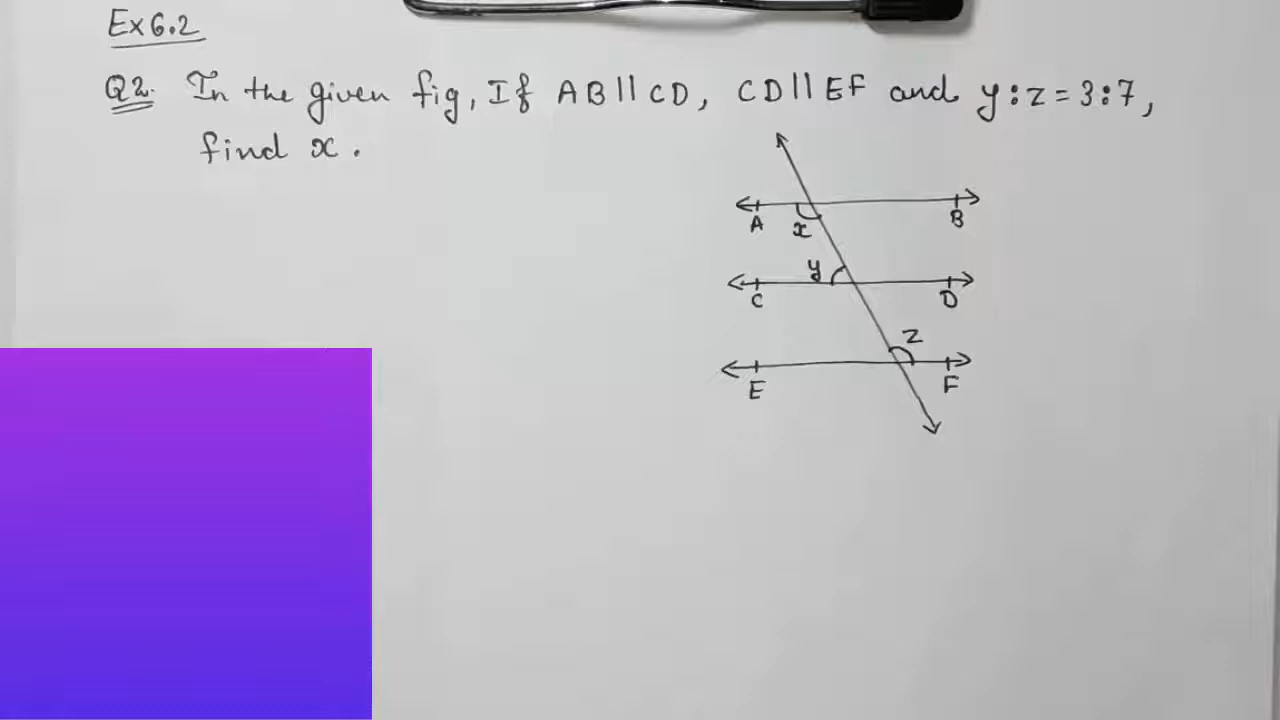 Ex 6.2
Q2. In the given fig, If AB||CD, CD||EF and y:z = 3:7,
find x.
A B
x
y
C D
z
E F